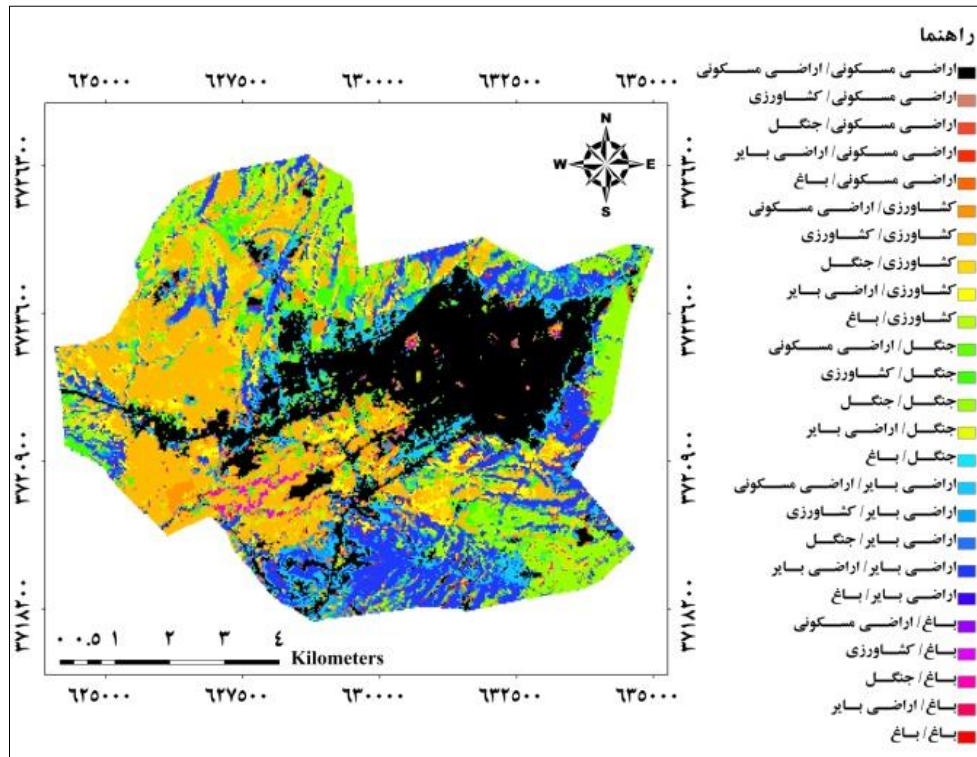 راهنما
اراضی مسکونی/ اراضی مسکونی
اراضی مسکونی/ کشاورزی
اراضی مسکونی/ جنگل
اراضی مسکونی/ اراضی بایر
اراضی مسکونی/ باغ
کشاورزی/ اراضی مسکونی
کشاورزی/ کشاورزی
کشاورزی/ جنگل
کشاورزی/ اراضی بایر
کشاورزی/ باغ
جنگل/ اراضی مسکونی
جنگل/ کشاورزی
جنگل/ جنگل
جنگل/ اراضی بایر
جنگل/ باغ
اراضی بایر/ اراضی مسکونی
اراضی بایر/ کشاورزی
اراضی بایر/ جنگل
اراضی بایر/ اراضی بایر
اراضی بایر/ باغ
باغ/ اراضی مسکونی
باغ/ کشاورزی
باغ/ جنگل
باغ/ اراضی بایر
باغ/ باغ
٦٢٥٠٠٠ ٦٢٧٥٠٠ ٦٣٠٠٠٠ ٦٣٢٥٠٠ ٦٣٥٠٠٠
N
W E
S
٣٧٢٦٣٠٠ ٣٧٢٦٣٠٠
٣٧٢٣٦٠٠ ٣٧٢٣٦٠٠
٣٧٢٠٩٠٠ ٣٧٢٠٩٠٠
٣٧١٨٢٠٠ ٣٧١٨٢٠٠
٠ ٠.٥ ١ ٢ ٣ ٤
Kilometers
٦٢٥٠٠٠ ٦٢٧٥٠٠ ٦٣٠٠٠٠ ٦٣٢٥٠٠ ٦٣٥٠٠٠